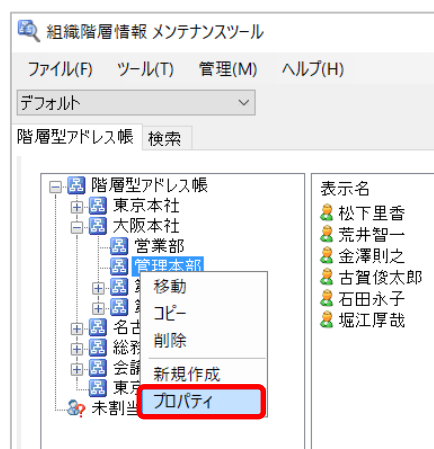 組織階層情報 メンテナンスツール
ファイル(F) ツール(T) 管理(M) ヘルプ(H)
デフォルト
階層型アドレス帳 検索
階層型アドレス帳
東京本社
大阪本社
営業部
管理本部
名古
総務
会議
東京
未割当
移動
コピー
削除
新規作成
プロパティ
表示名
松下里香
荒井智一
金澤則之
古賀俊太郎
石田永子
堀江厚哉